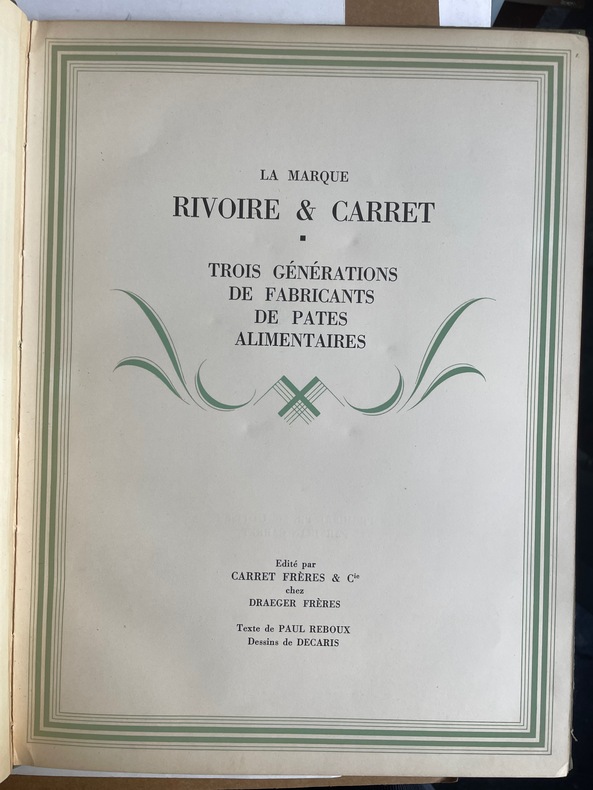 LA MARQUE
RIVOIRE & CARRET
TROIS GÉNÉRATIONS
DE FABRICANTS
DE PATES
ALIMENTAIRES
Edité par
CARRET FRÈRES & Cie
chez
DRAEGER FRÈRES
Texte de PAUL REBOUX
Dessins de DECARIS